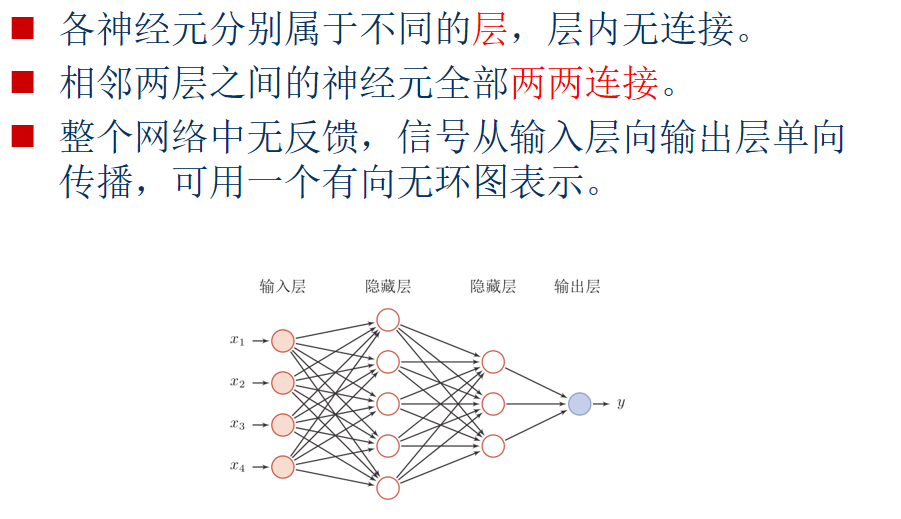 各神经元分别属于不同的层，层内无连接。
相邻两层之间的神经元全部两两连接。
整个网络中无反馈，信号从输入层向输出层单向
传播，可用一个有向无环图表示。
输入层 隐藏层 隐藏层 输出层
x₁
x₂
x₃
x₄
y